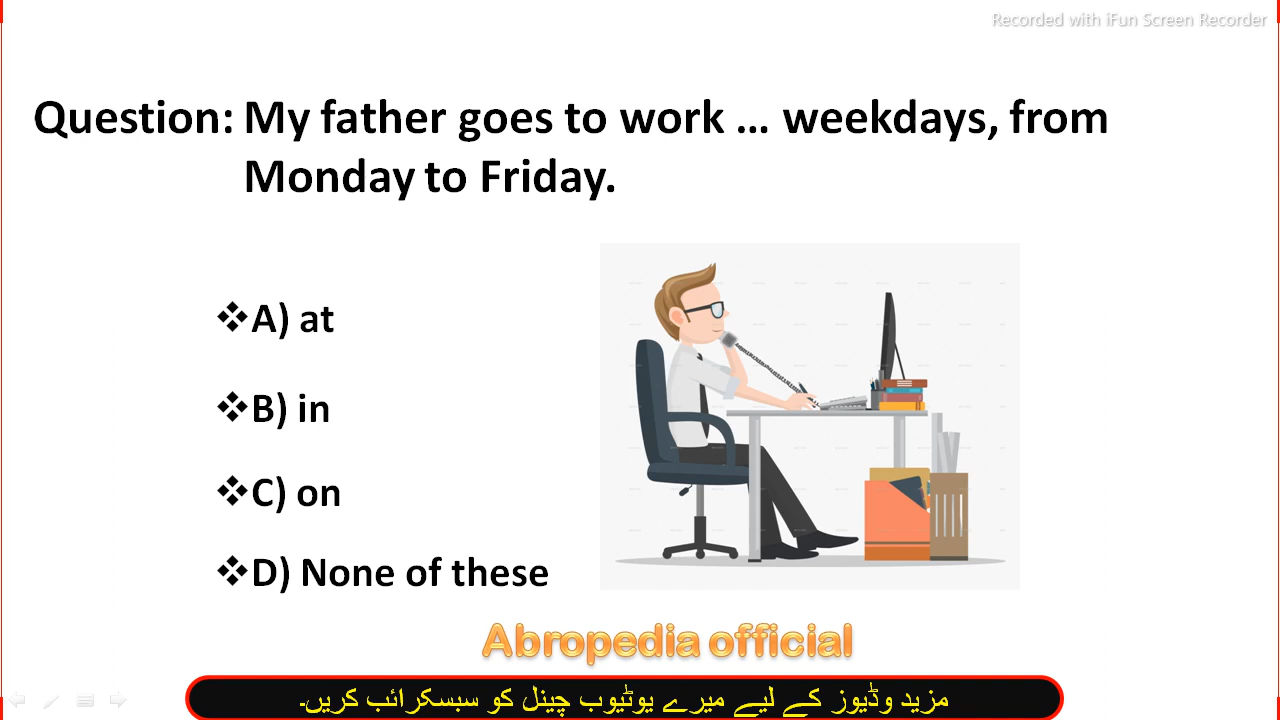 Recorded with iFun Screen Recorder
Question: My father goes to work ... weekdays, from
Monday to Friday.
❖A) at
❖B) in
❖C) on
❖D) None of these
Abropedia official
مزید وڈیوز کے لیے میرے یوٹیوب چینل کو سبسکرائب کریں۔